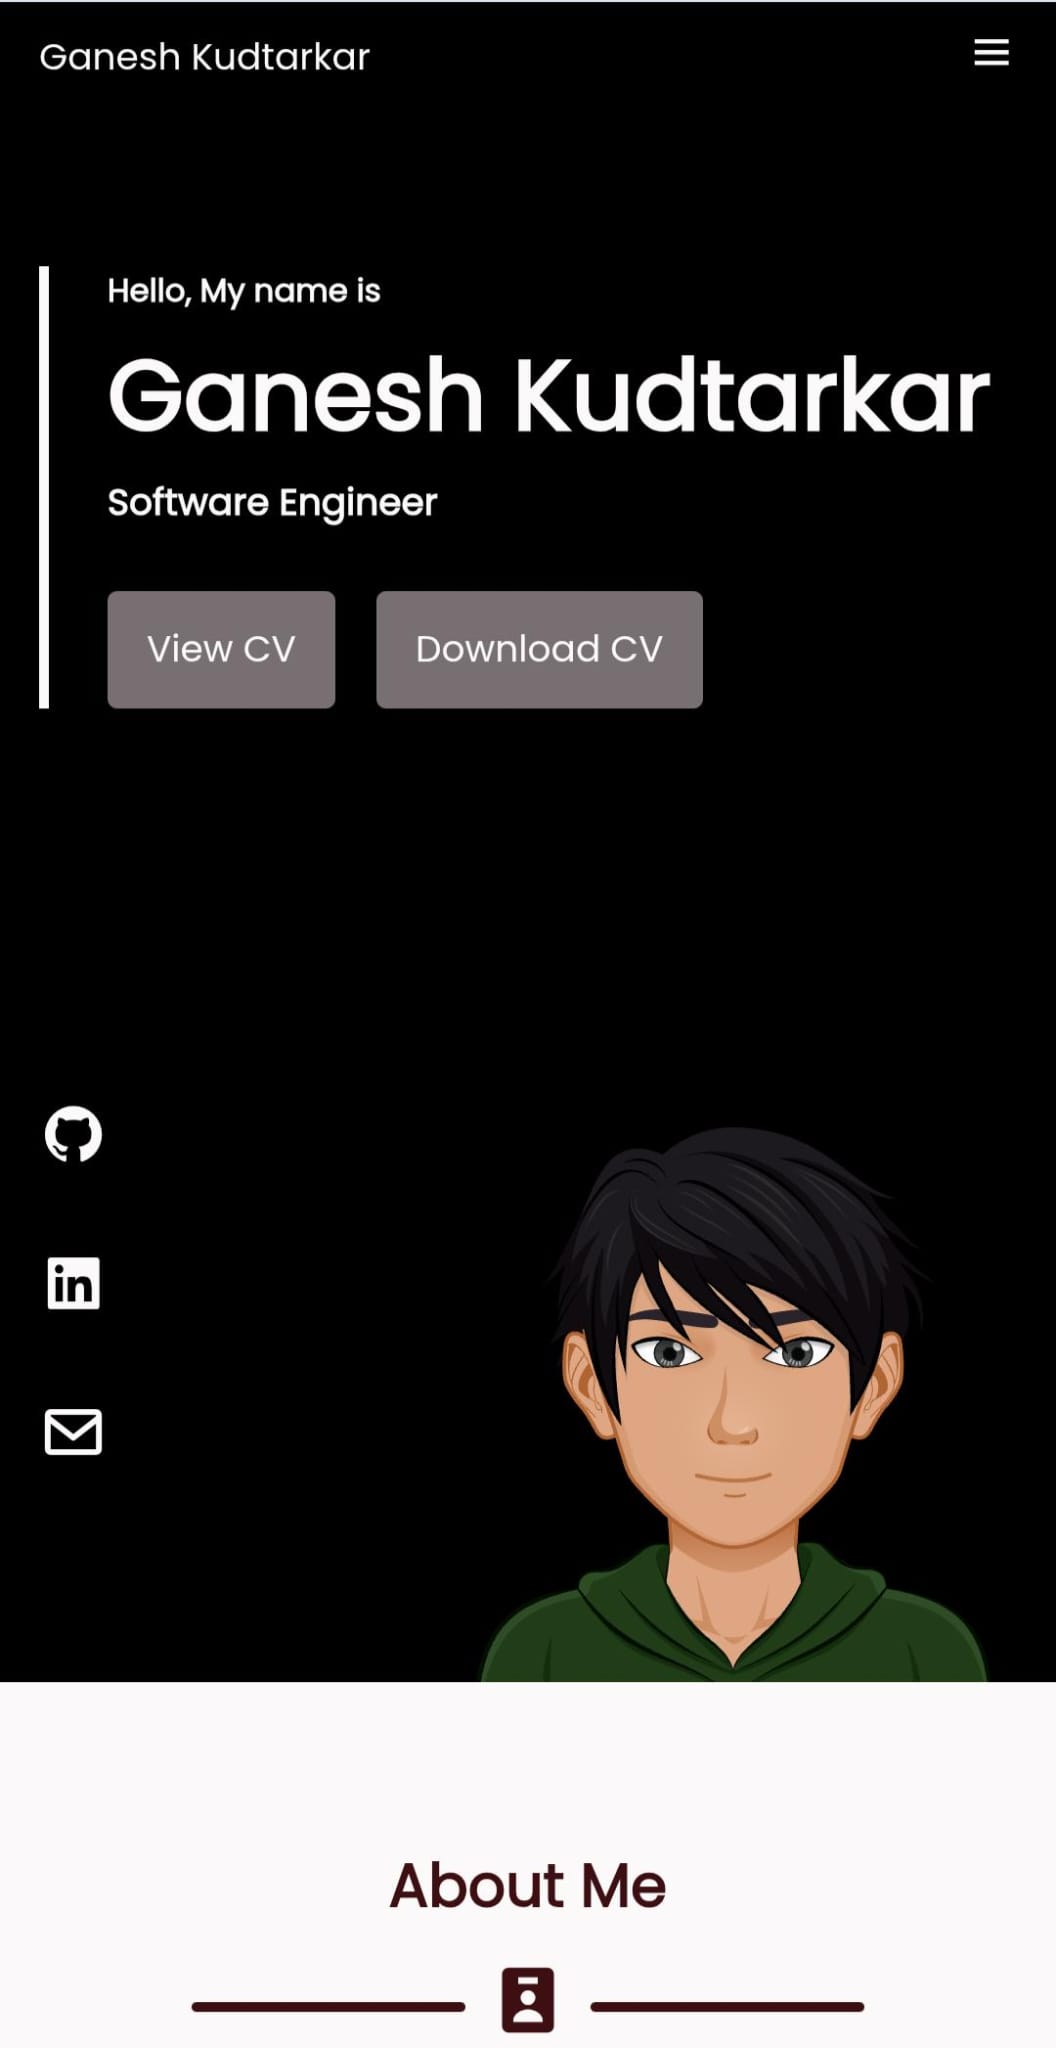 Ganesh Kudtarkar
Hello, My name is
Ganesh Kudtarkar
Software Engineer
View CV
Download CV
in
About Me